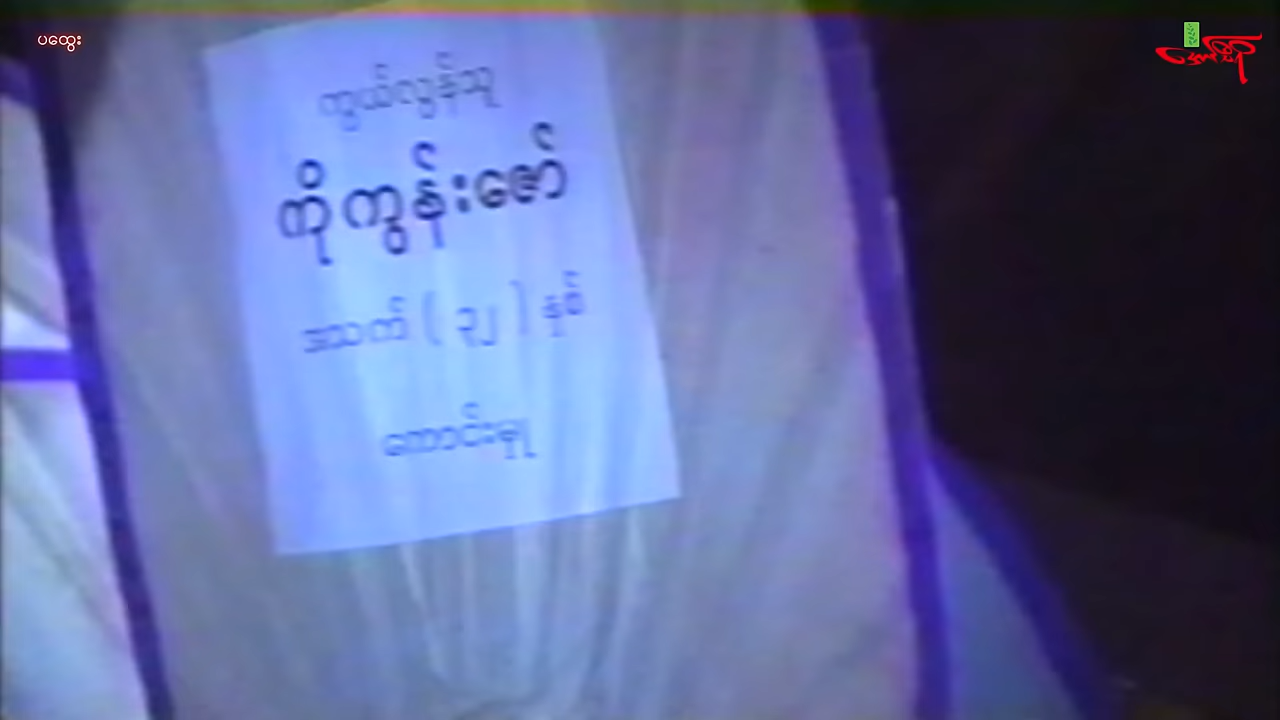 ပထွေး
ကွယ်လွန်သူ
ကိုကွန်းဇော်
အသက် ( ၃၂ ) နှစ်
ကောင်းမှု